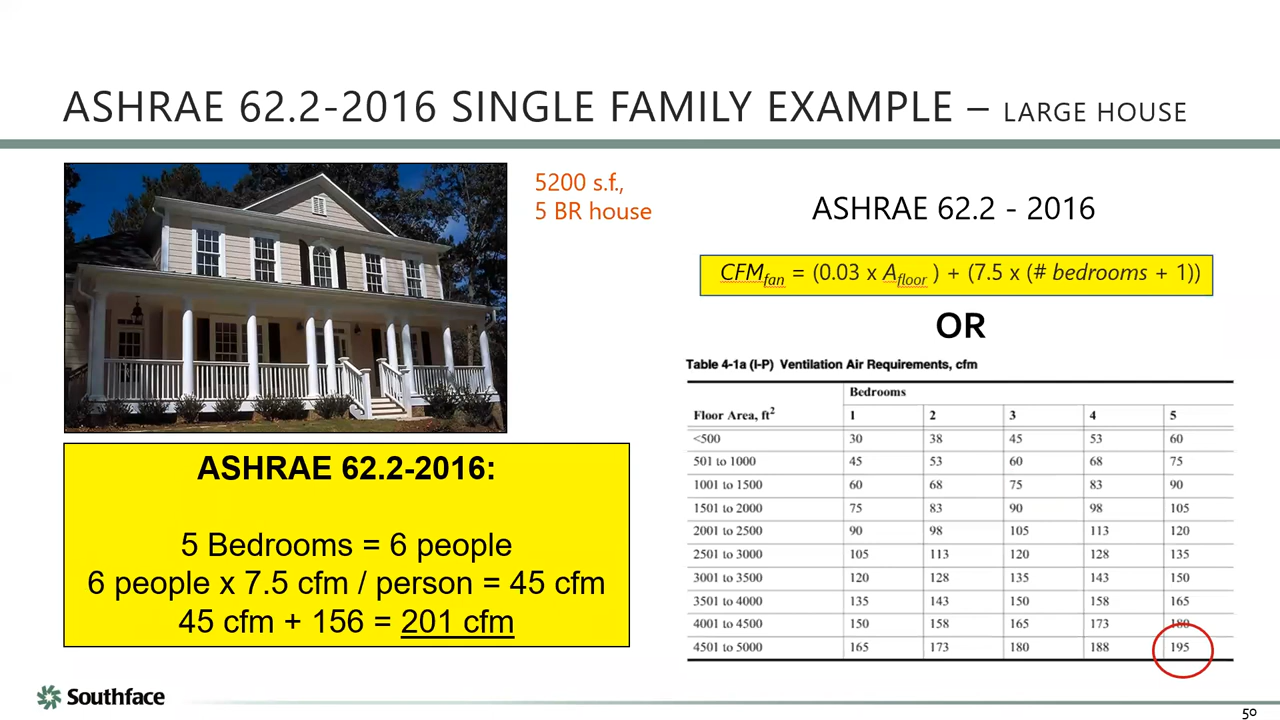 ASHRAE 62.2-2016 SINGLE FAMILY EXAMPLE – LARGE HOUSE
5200 s.f.,
5 BR house
ASHRAE 62.2-2016:
5 Bedrooms = 6 people
6 people x 7.5 cfm / person = 45 cfm
45 cfm + 156 = 201 cfm
ASHRAE 62.2 - 2016
CFMfan = (0.03 x Afloor ) + (7.5 x (# bedrooms + 1))
OR
Table 4-1a (I-P) Ventilation Air Requirements, cfm
Bedrooms
Floor Area, ft2 1 2 3 4 5
<500 30 38 45 53 60
501 to 1000 45 53 60 68 75
1001 to 1500 60 68 75 83 90
1501 to 2000 75 83 90 98 105
2001 to 2500 90 98 105 113 120
2501 to 3000 105 113 120 128 135
3001 to 3500 120 128 135 143 150
3501 to 4000 135 143 150 158 165
4001 to 4500 150 158 165 173 180
4501 to 5000 165 173 180 188 195
Southface
50